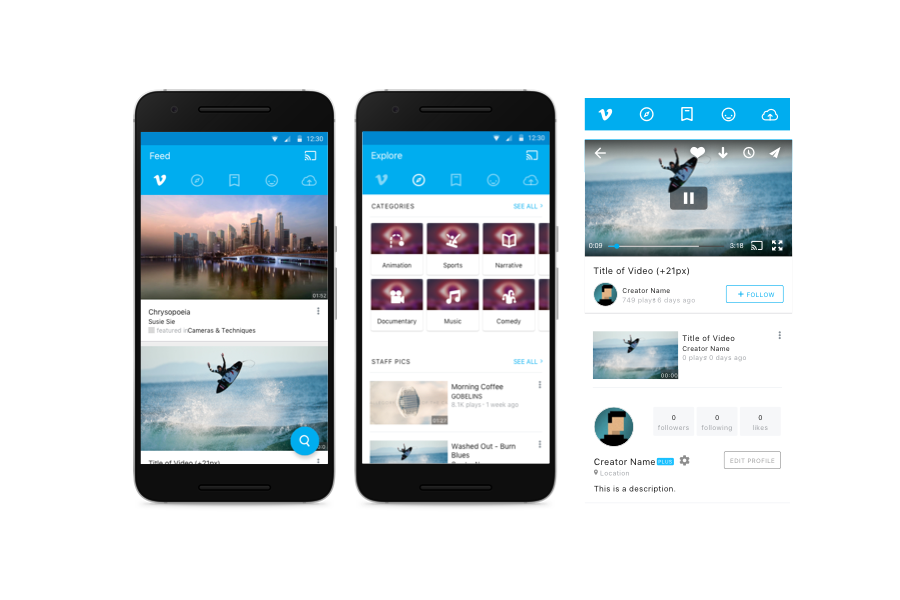 12:30
Feed
01:52
Chrysopoeia
Susie Sie
featured in Cameras & Techniques
Title of Video (+21px)
12:30
Explore
CATEGORIES
SEE ALL >
Animation
Sports
Narrative
Documentary
Music
Comedy
STAFF PICS
SEE ALL >
Morning Coffee
GOBELINS
8.1K plays · 1 week ago
Washed Out - Burn
Blues
0:09
3:18
Title of Video (+21px)
Creator Name
749 plays 6 days ago
+ FOLLOW
Title of Video
Creator Name
0 plays 0 days ago
00:00
0
followers
0
following
0
likes
Creator Name PLUS
Location
EDIT PROFILE
This is a description.